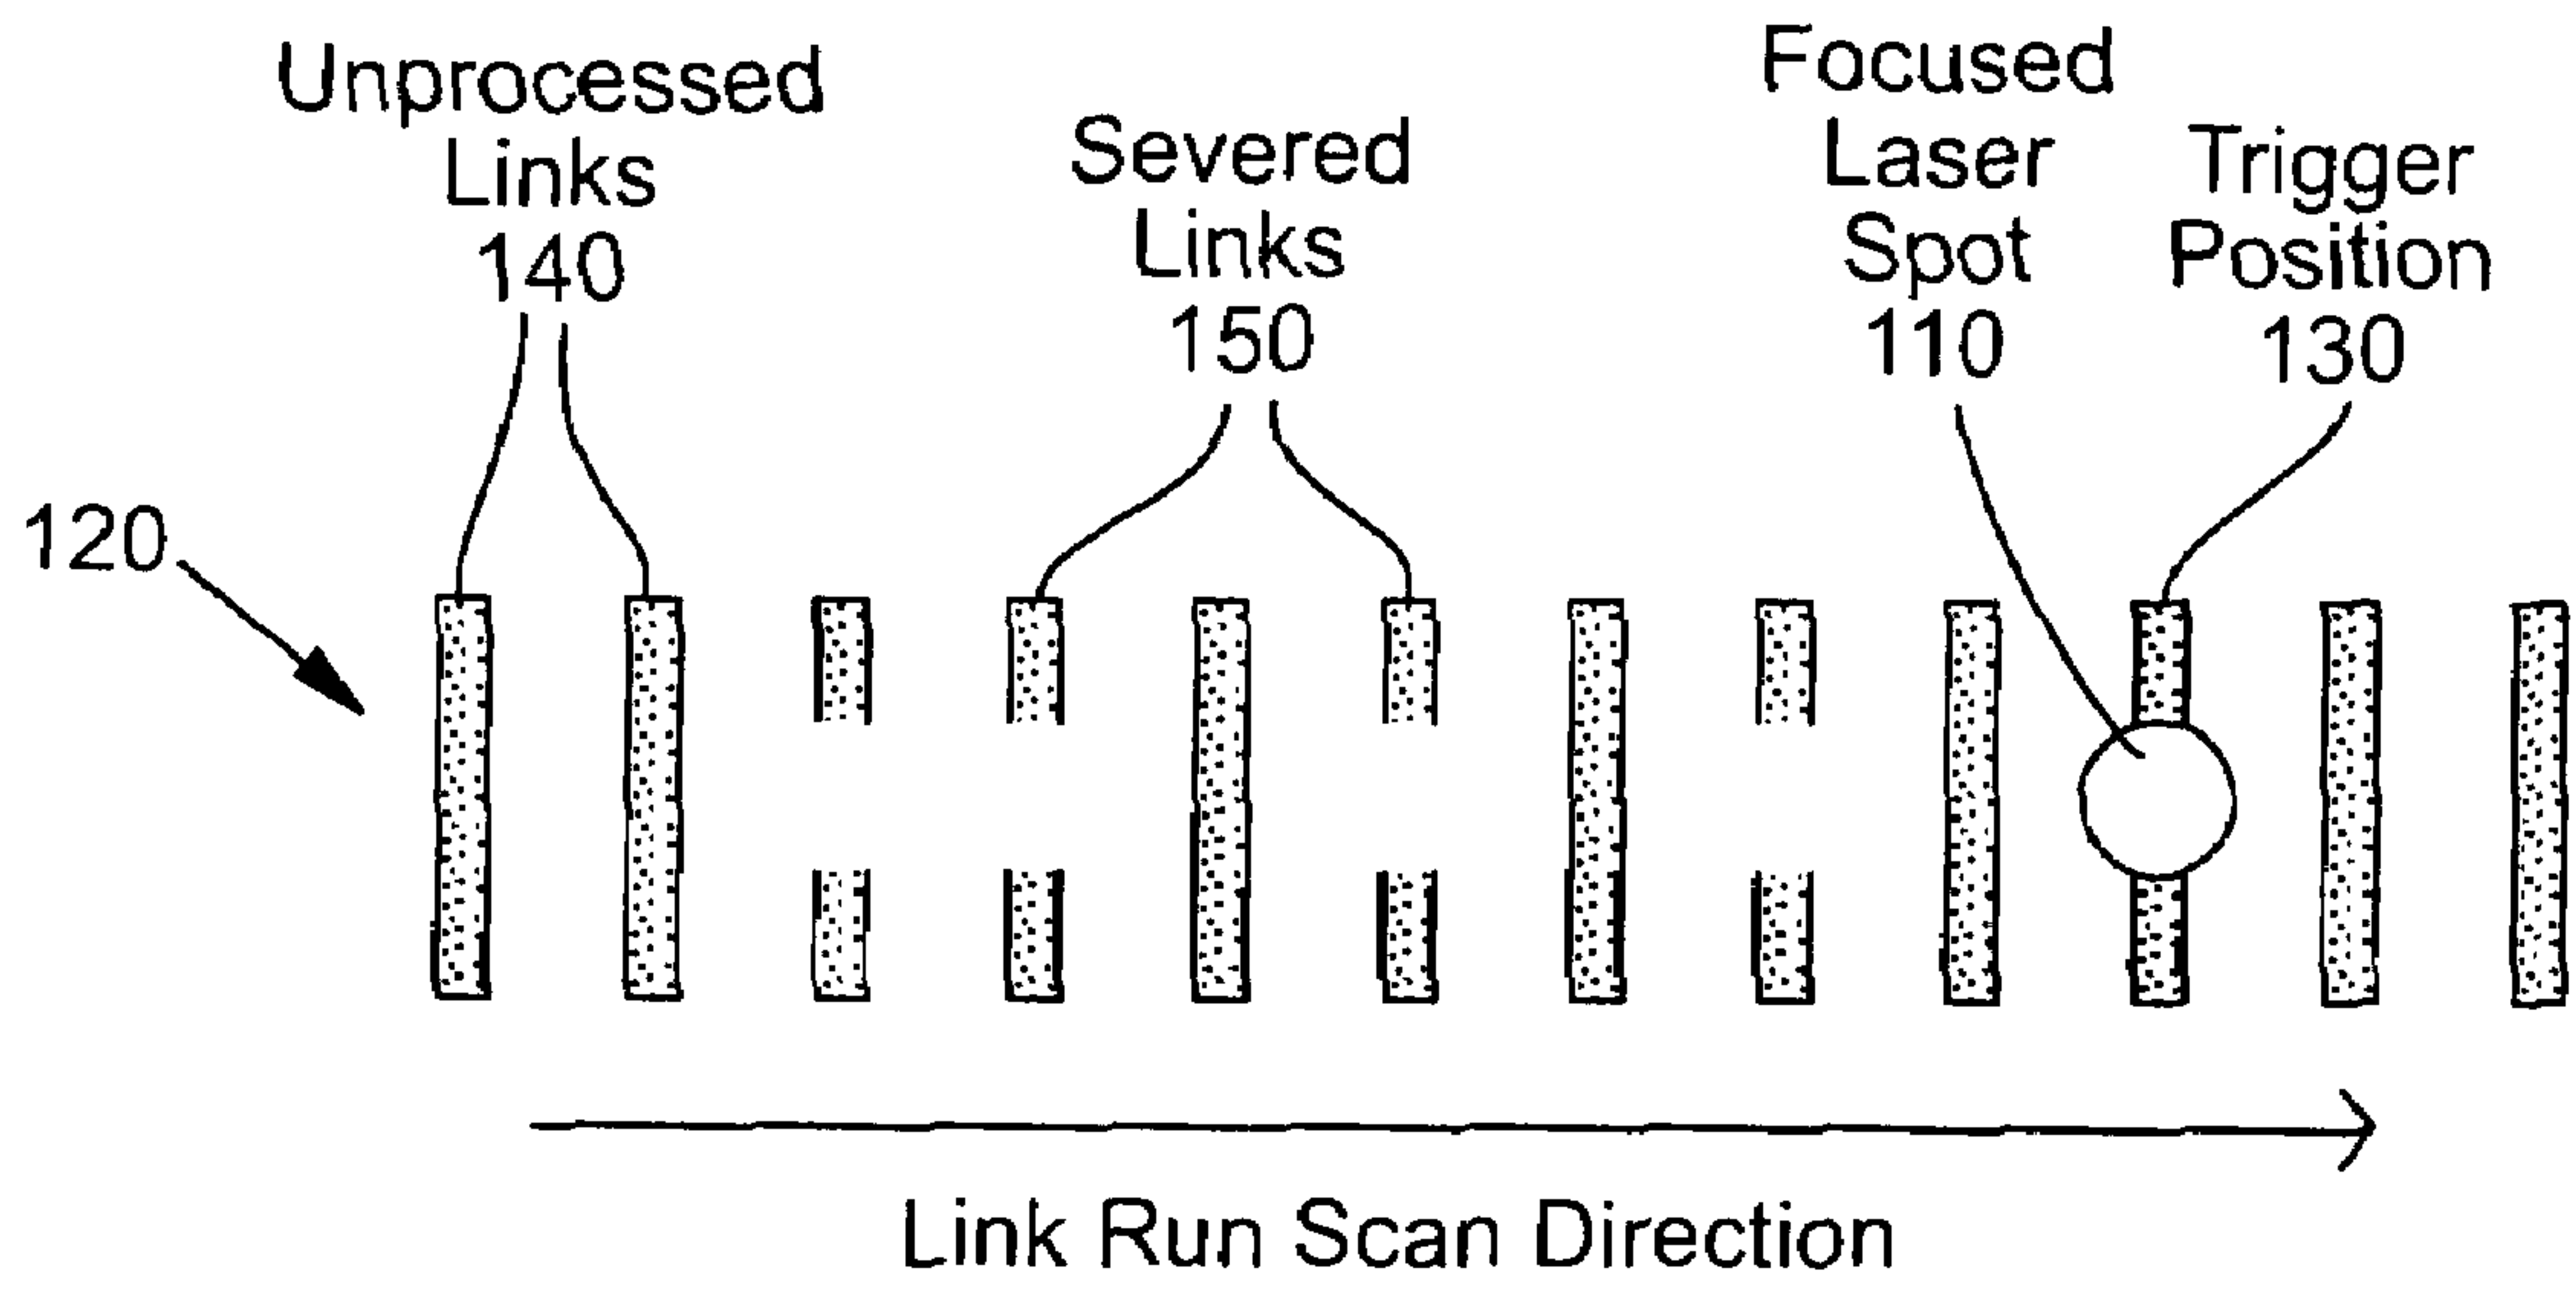 Unprocessed
Links
140
Severed
Links
150
Focused
Laser
Spot
110
Trigger
Position
130
120
Link Run Scan Direction